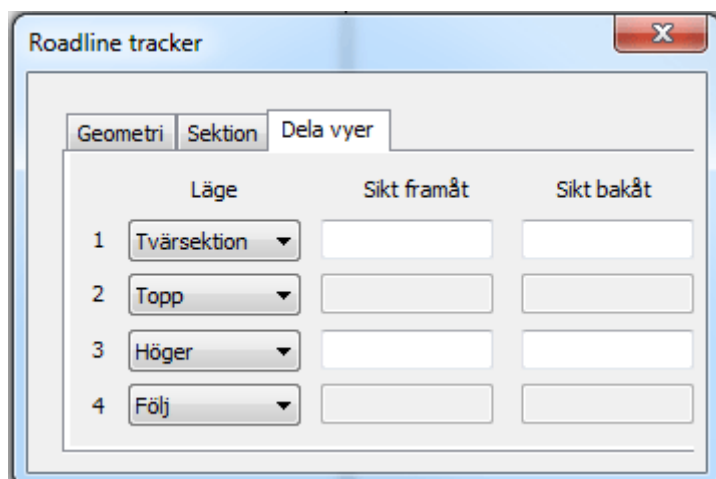 Roadline tracker
Geometri Sektion Dela vyer
Läge Sikt framåt Sikt bakåt
1 Tvärsektion
2 Topp
3 Höger
4 Följ